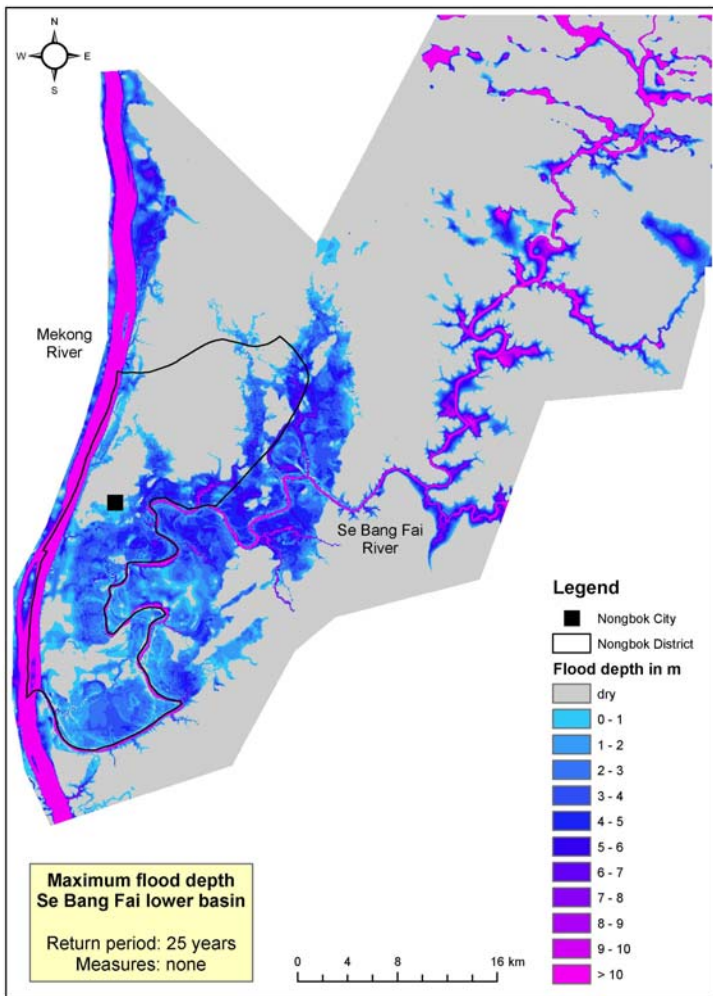 N
W E
S
Mekong
River
Se Bang Fai
River
Legend
Nongbok City
Nongbok District
Flood depth in m
dry
0 - 1
1 - 2
2 - 3
3 - 4
4 - 5
5 - 6
6 - 7
7 - 8
8 - 9
9 - 10
> 10
Maximum flood depth
Se Bang Fai lower basin
Return period: 25 years
Measures: none
0 4 8 16 km